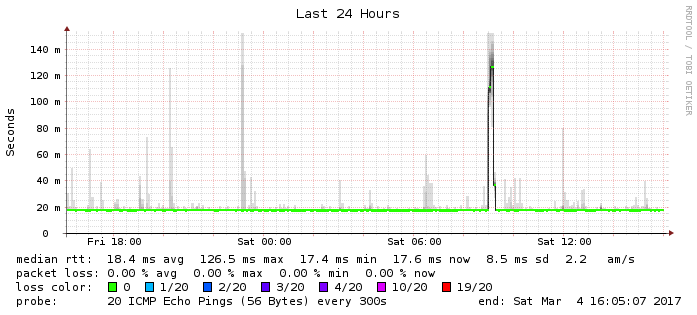 Last 24 Hours
RRDTOOL / TOBI OETIKER
Seconds
140 m
120 m
100 m
80 m
60 m
40 m
20 m
0
Fri 18:00 Sat 00:00 Sat 06:00 Sat 12:00
median rtt: 18.4 ms avg 126.5 ms max 17.4 ms min 17.6 ms now 8.5 ms sd 2.2 am/s
packet loss: 0.00 % avg 0.00 % max 0.00 % min 0.00 % now
loss color: 0 1/20 2/20 3/20 4/20 10/20 19/20
probe: 20 ICMP Echo Pings (56 Bytes) every 300s end: Sat Mar 4 16:05:07 2017